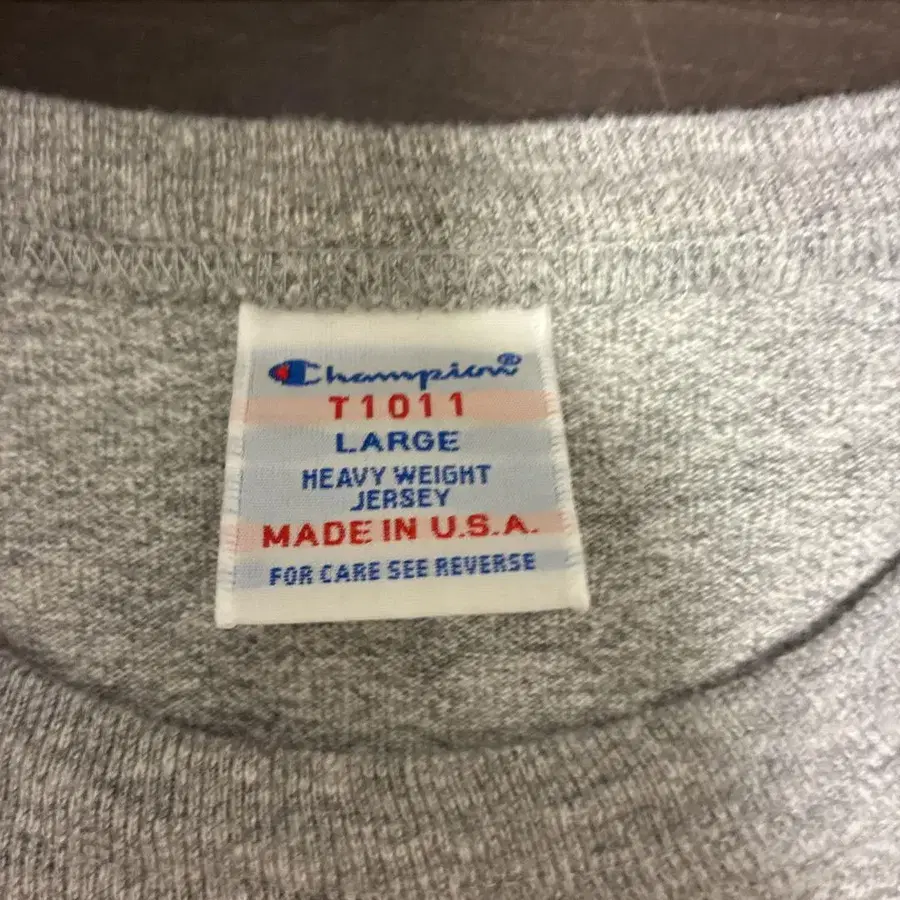 Champion®
T1011
LARGE
HEAVY WEIGHT
JERSEY
MADE IN U.S.A.
FOR CARE SEE REVERSE